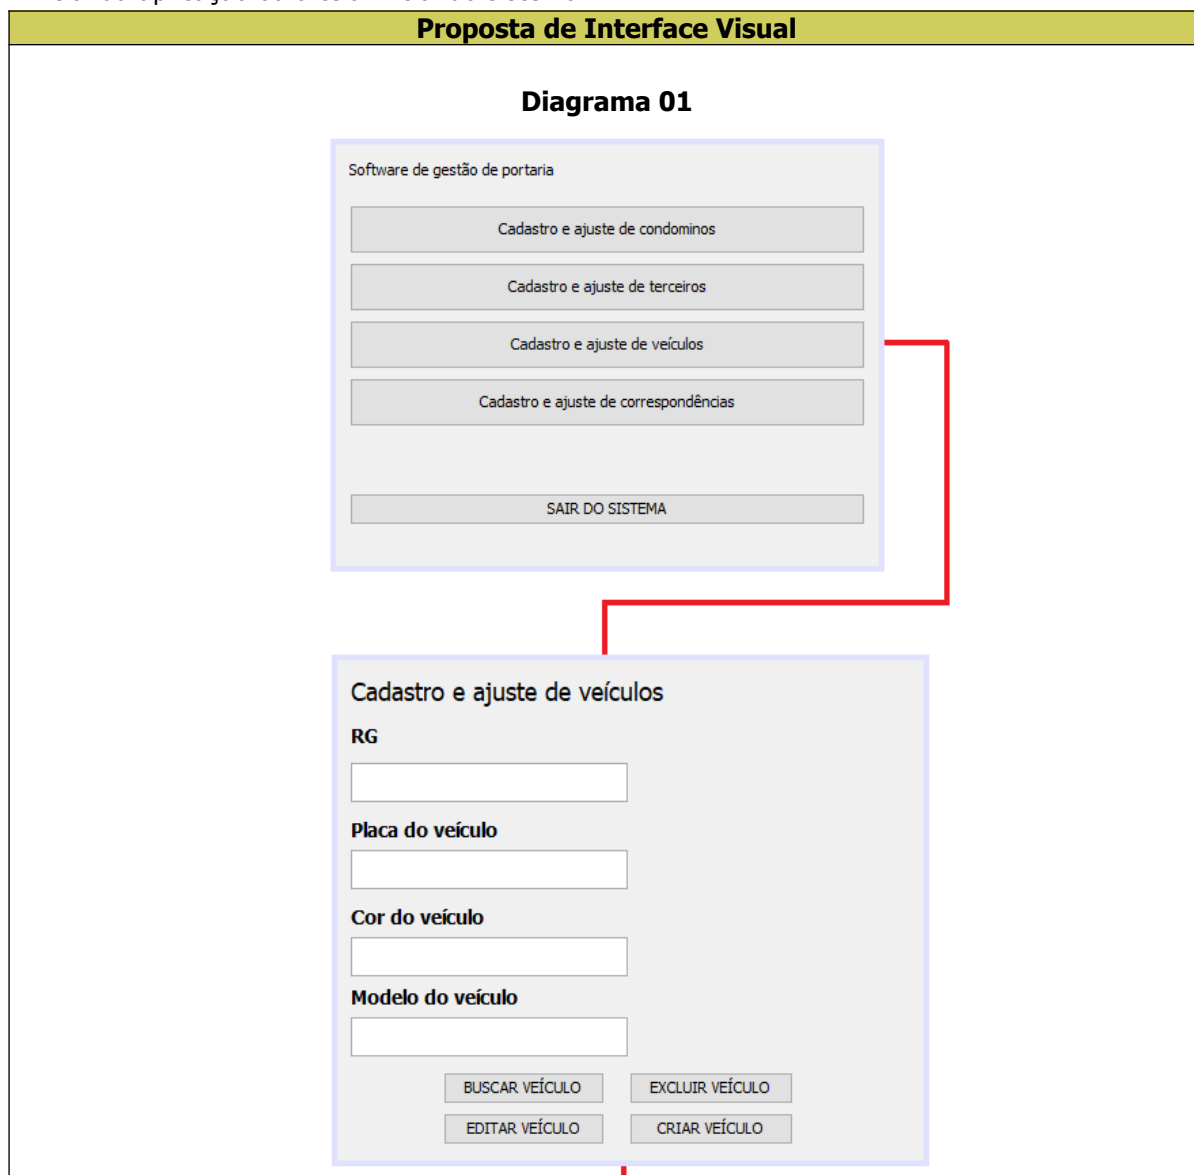 Proposta de Interface Visual
Diagrama 01
Software de gestão de portaria
Cadastro e ajuste de condominos
Cadastro e ajuste de terceiros
Cadastro e ajuste de veículos
Cadastro e ajuste de correspondências
SAIR DO SISTEMA
Cadastro e ajuste de veículos
RG
Placa do veículo
Cor do veículo
Modelo do veículo
BUSCAR VEÍCULO EXCLUIR VEÍCULO
EDITAR VEÍCULO CRIAR VEÍCULO